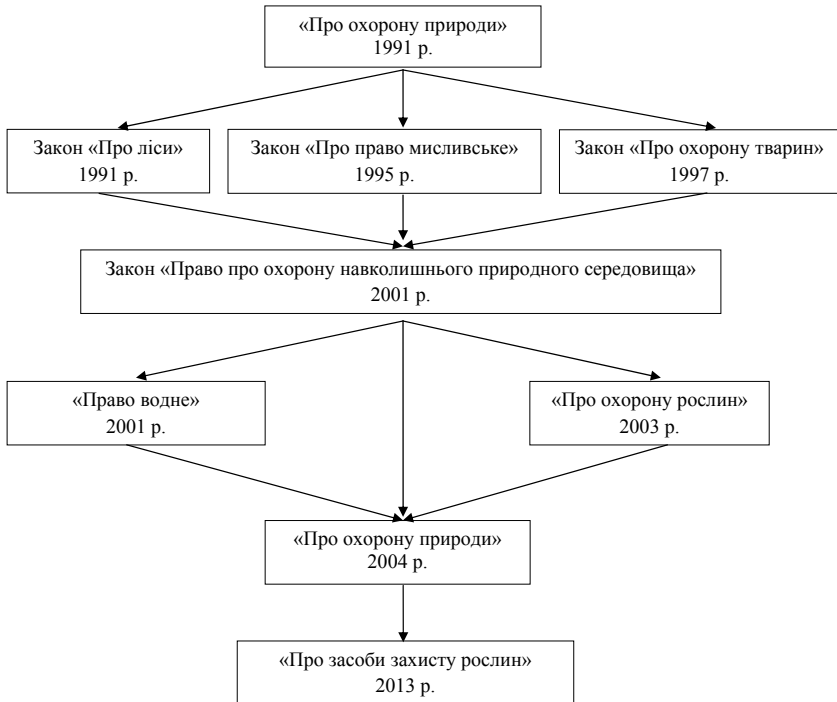 «Про охорону природи»
1991 р.
Закон «Про ліси»
1991 р.
Закон «Про право мисливське»
1995 р.
Закон «Про охорону тварин»
1997 р.
Закон «Право про охорону навколишнього природного середовища»
2001 р.
«Право водне»
2001 р.
«Про охорону рослин»
2003 р.
«Про охорону природи»
2004 р.
«Про засоби захисту рослин»
2013 р.